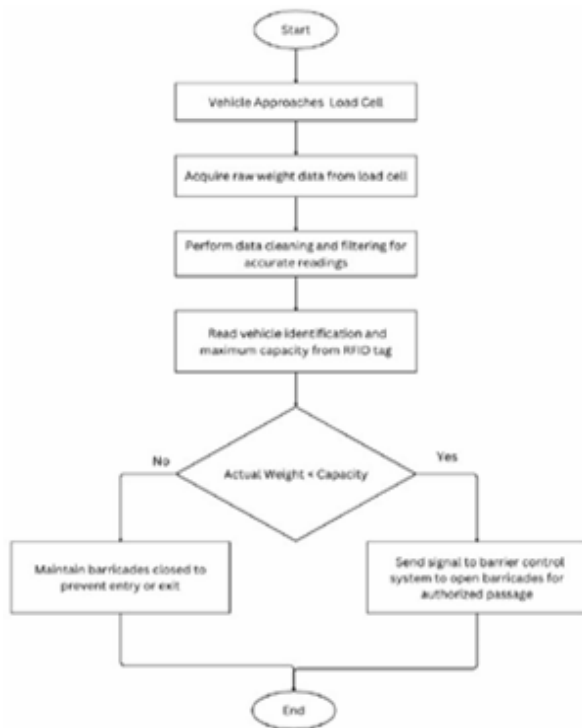 Start
Vehicle Approaches Load Cell
Acquire raw weight data from load cell
Perform data cleaning and filtering for
accurate readings
Read vehicle identification and
maximum capacity from RFID tag
Actual Weight < Capacity
No
Yes
Maintain barricades closed to
prevent entry or exit
Send signal to barrier control
system to open barricades for
authorized passage
End